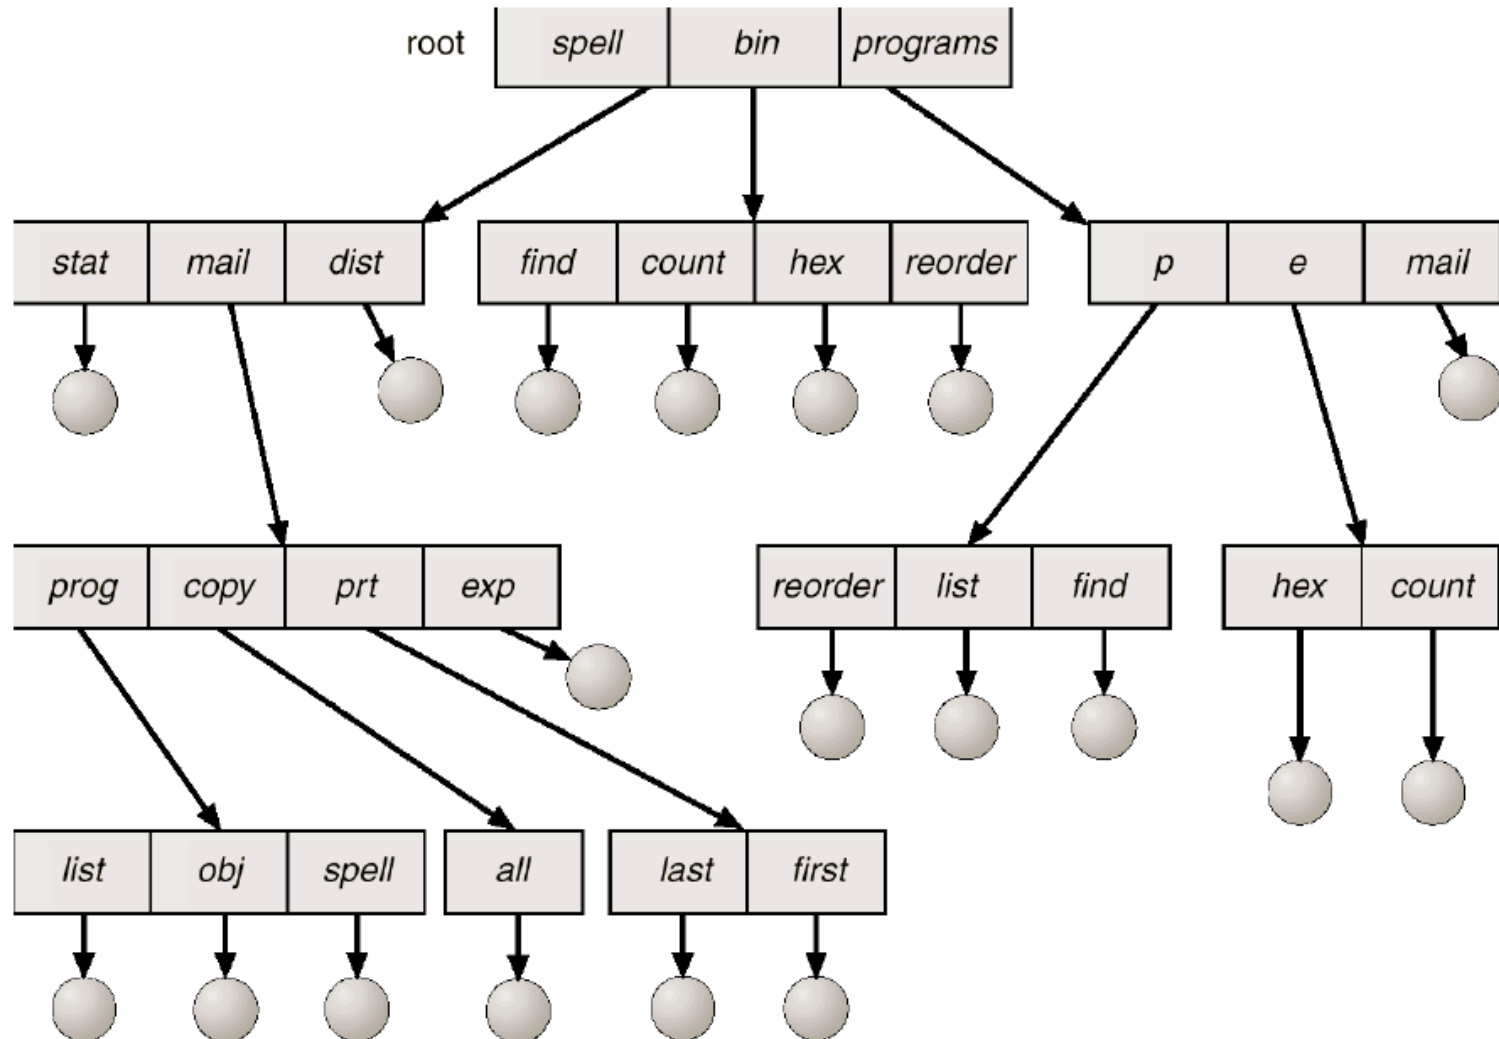 root spell bin programs
stat mail dist find count hex reorder p e mail
prog copy prt exp reorder list find hex count
list obj spell all last first